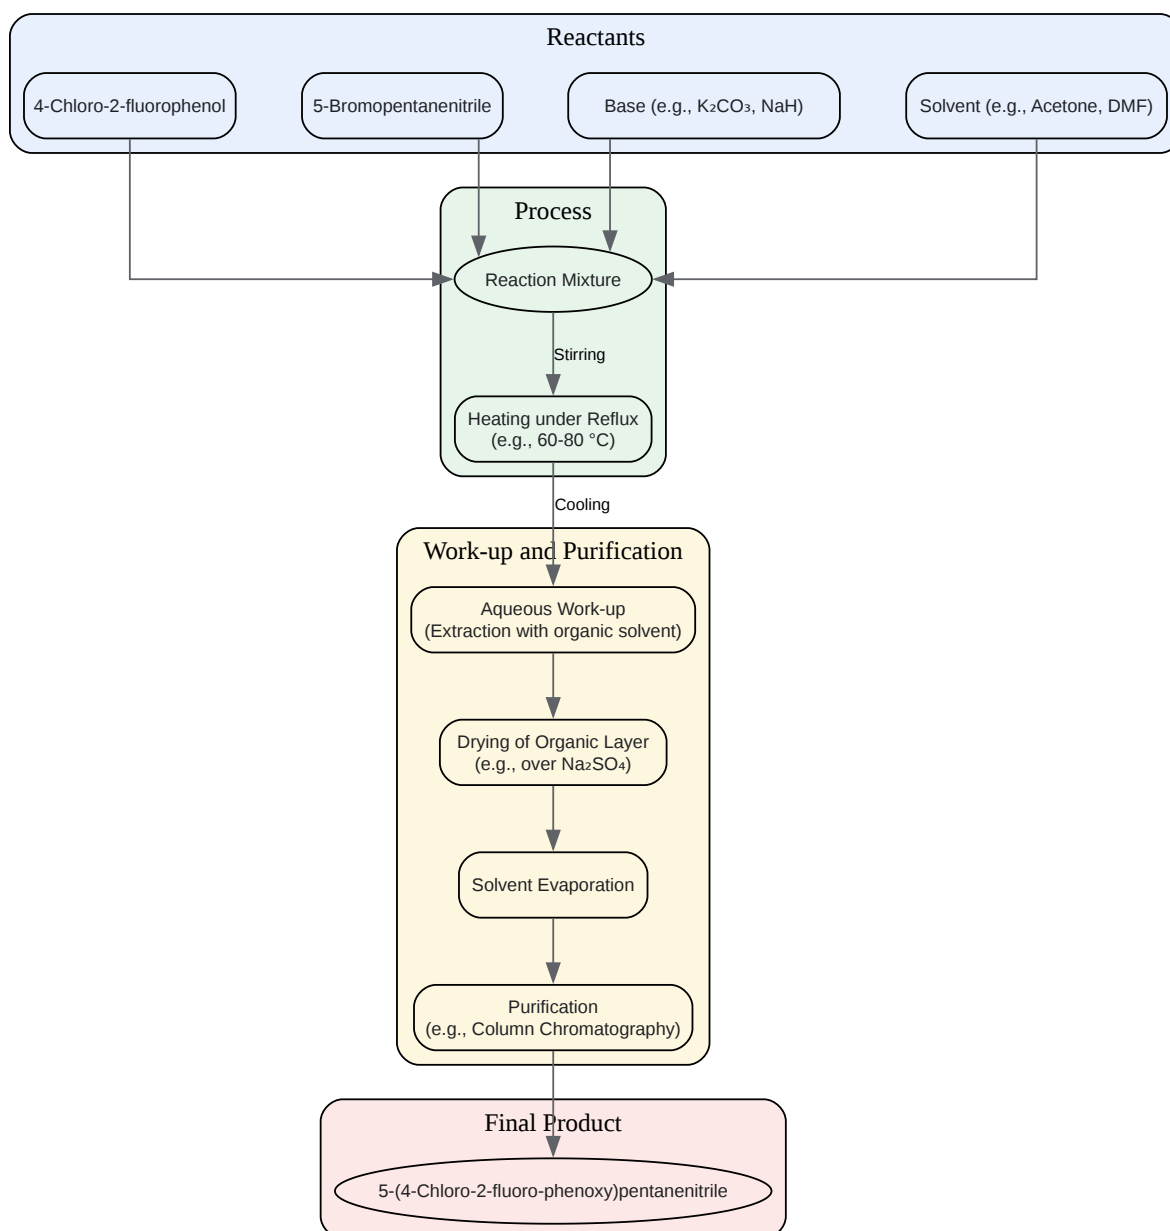 Reactants
4-Chloro-2-fluorophenol
5-Bromopentanenitrile
Base (e.g., K₂CO₃, NaH)
Solvent (e.g., Acetone, DMF)
Process
Reaction Mixture
Stirring
Heating under Reflux
(e.g., 60-80 °C)
Cooling
Work-up and Purification
Aqueous Work-up
(Extraction with organic solvent)
Drying of Organic Layer
(e.g., over Na₂SO₄)
Solvent Evaporation
Purification
(e.g., Column Chromatography)
Final Product
5-(4-Chloro-2-fluoro-phenoxy)pentanenitrile